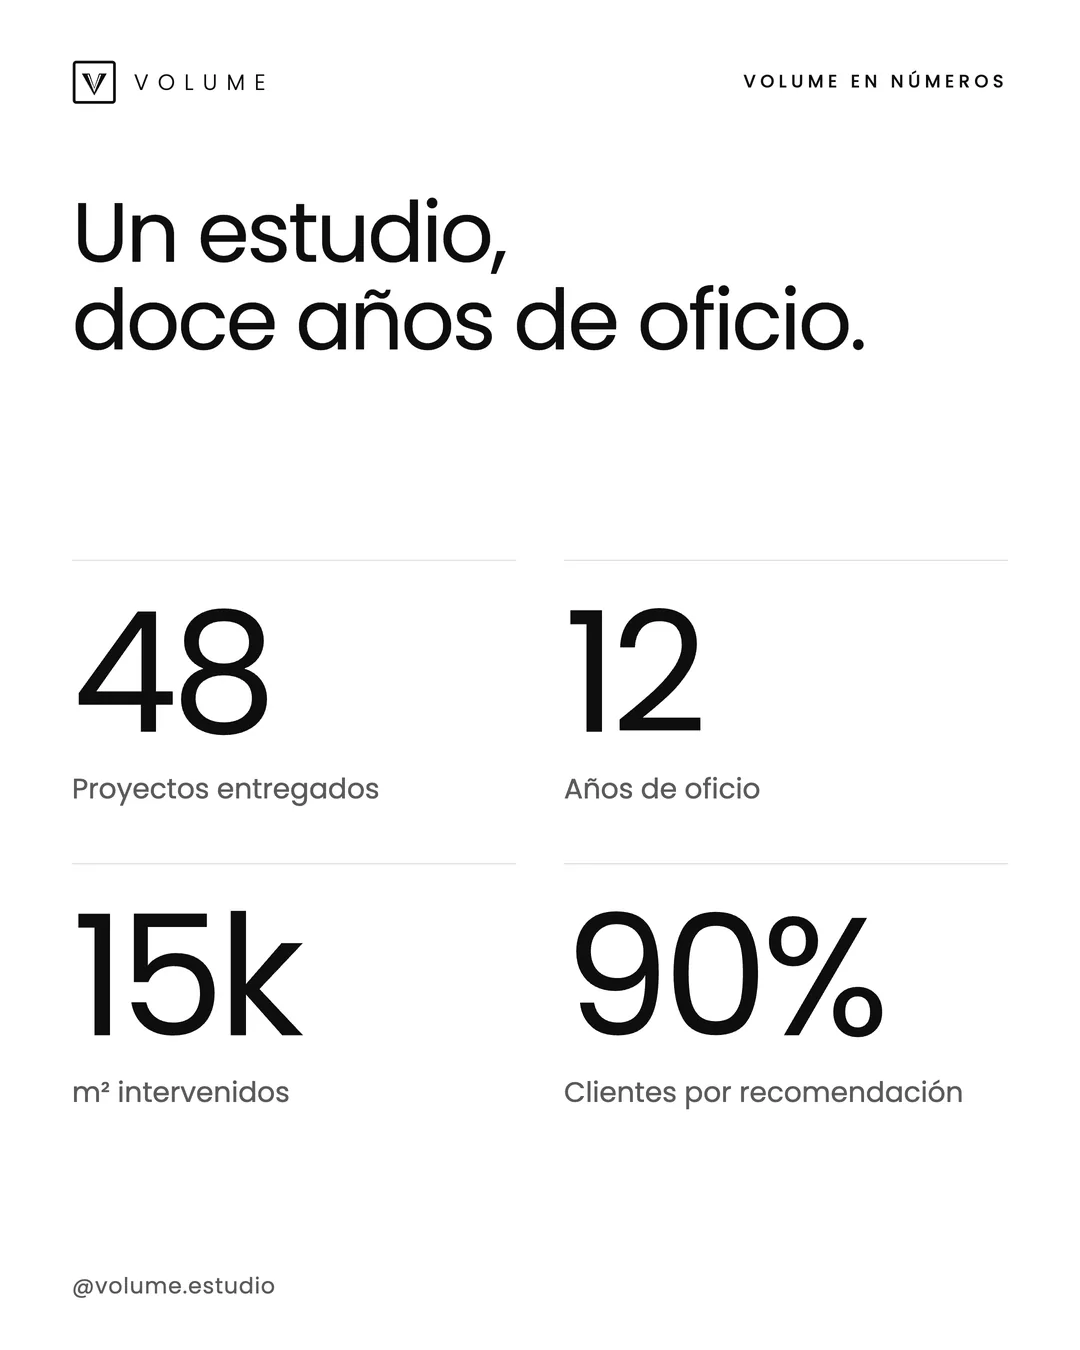 V VOLUME
VOLUME EN NÚMEROS
Un estudio,
doce años de oficio.
48
Proyectos entregados
12
Años de oficio
15k
m² intervenidos
90%
Clientes por recomendación
@volume.estudio